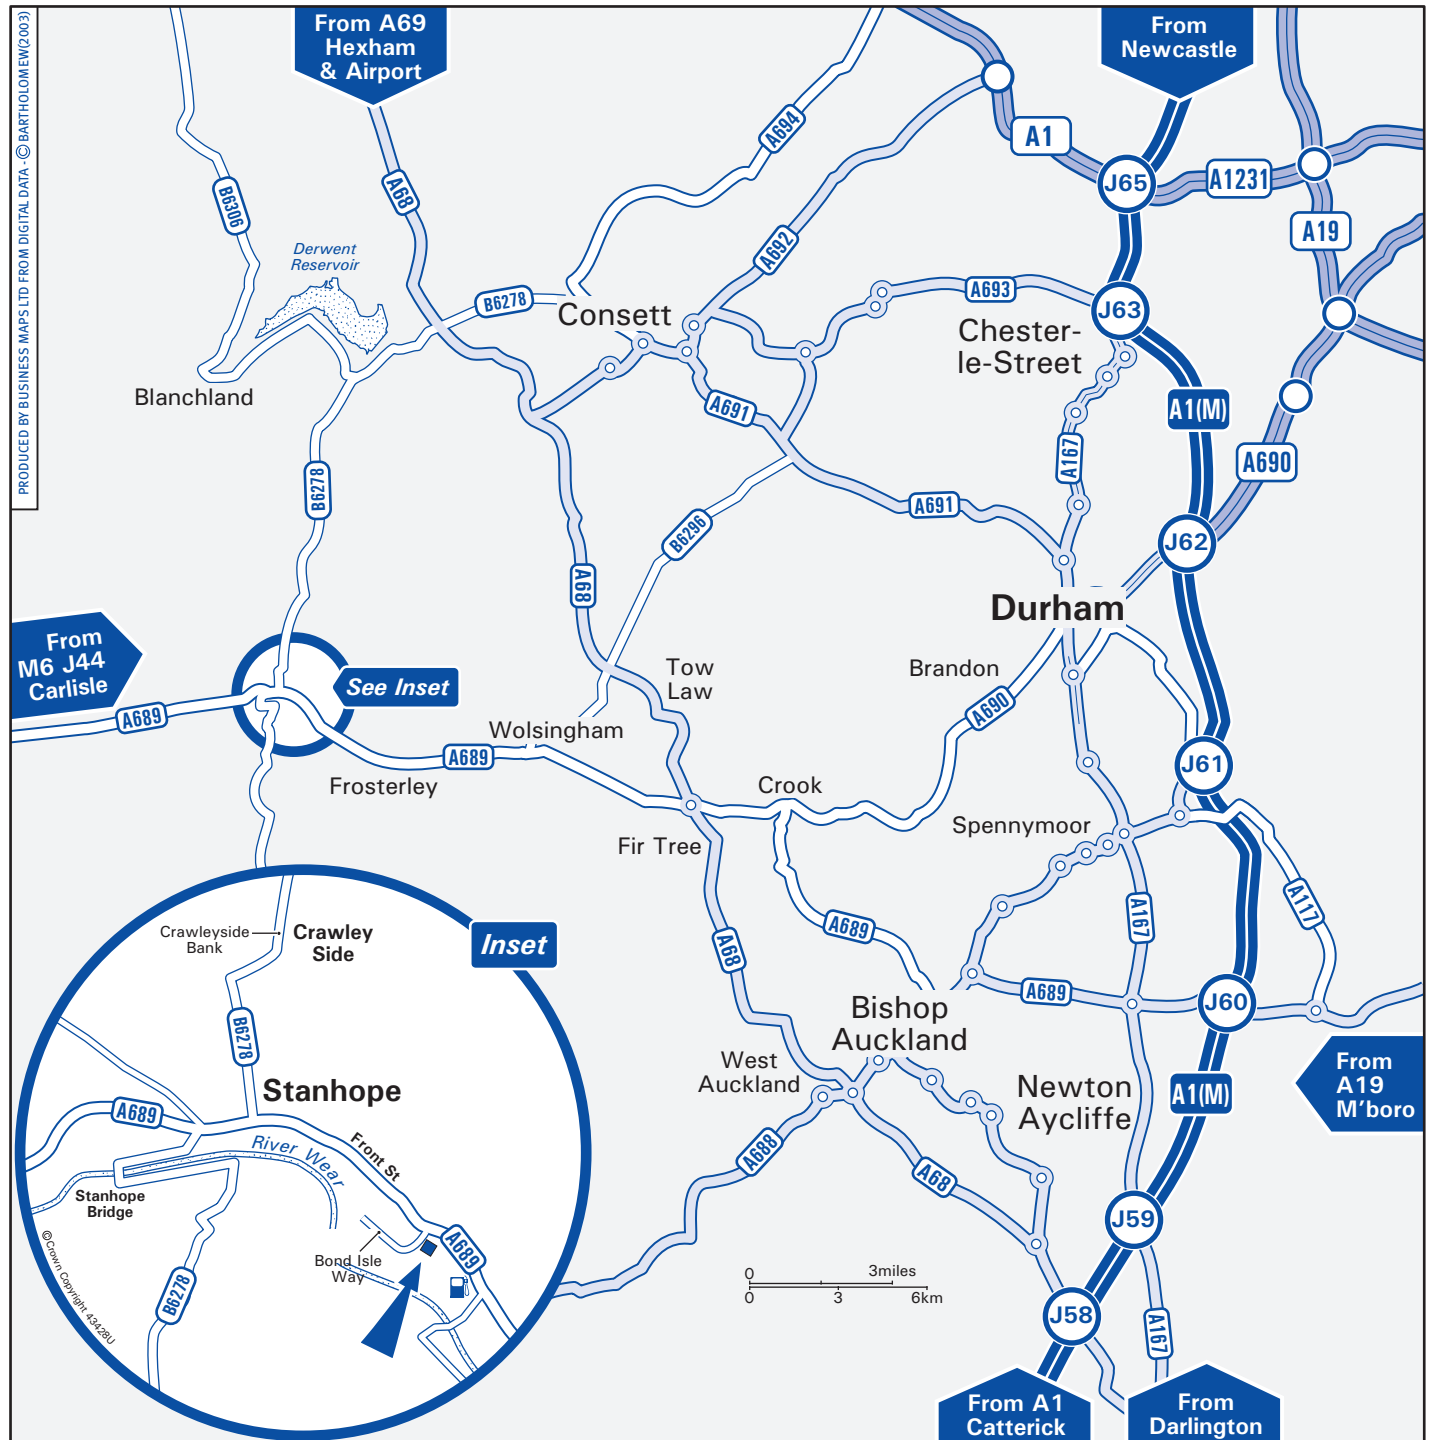 PRODUCED BY BUSINESS MAPS LTD FROM DIGITAL DATA - © BARTHOLOMEW(2003)
From A69
Hexham
& Airport
From
Newcastle
A694
A1
J65
A1231
A19
A68
B6306
Derwent
Reservoir
A692
B6278
A693
Consett
J63
Chester-
le-Street
Blanchland
A691
A1(M)
A167
A690
B6278
A691
B6296
J62
A68
Durham
From
M6 J44
Carlisle
See Inset
Tow
Law
Brandon
A689
A690
Wolsingham
A689
J61
Frosterley
Crook
Spennymoor
Fir Tree
A117
A167
A689
A68
Crawleyside
Bank
Crawley
Side
Inset
A689
J60
Bishop
Auckland
B6278
West
Auckland
From
A19
M'boro
Stanhope
Newton
Aycliffe
A1(M)
A689
River Wear
Front St
A688
A68
Stanhope
Bridge
J59
A689
Bond Isle
Way
B6278
©Crown Copyright 43428U
0 3miles
0 3 6km
J58
A167
From A1
Catterick
From
Darlington